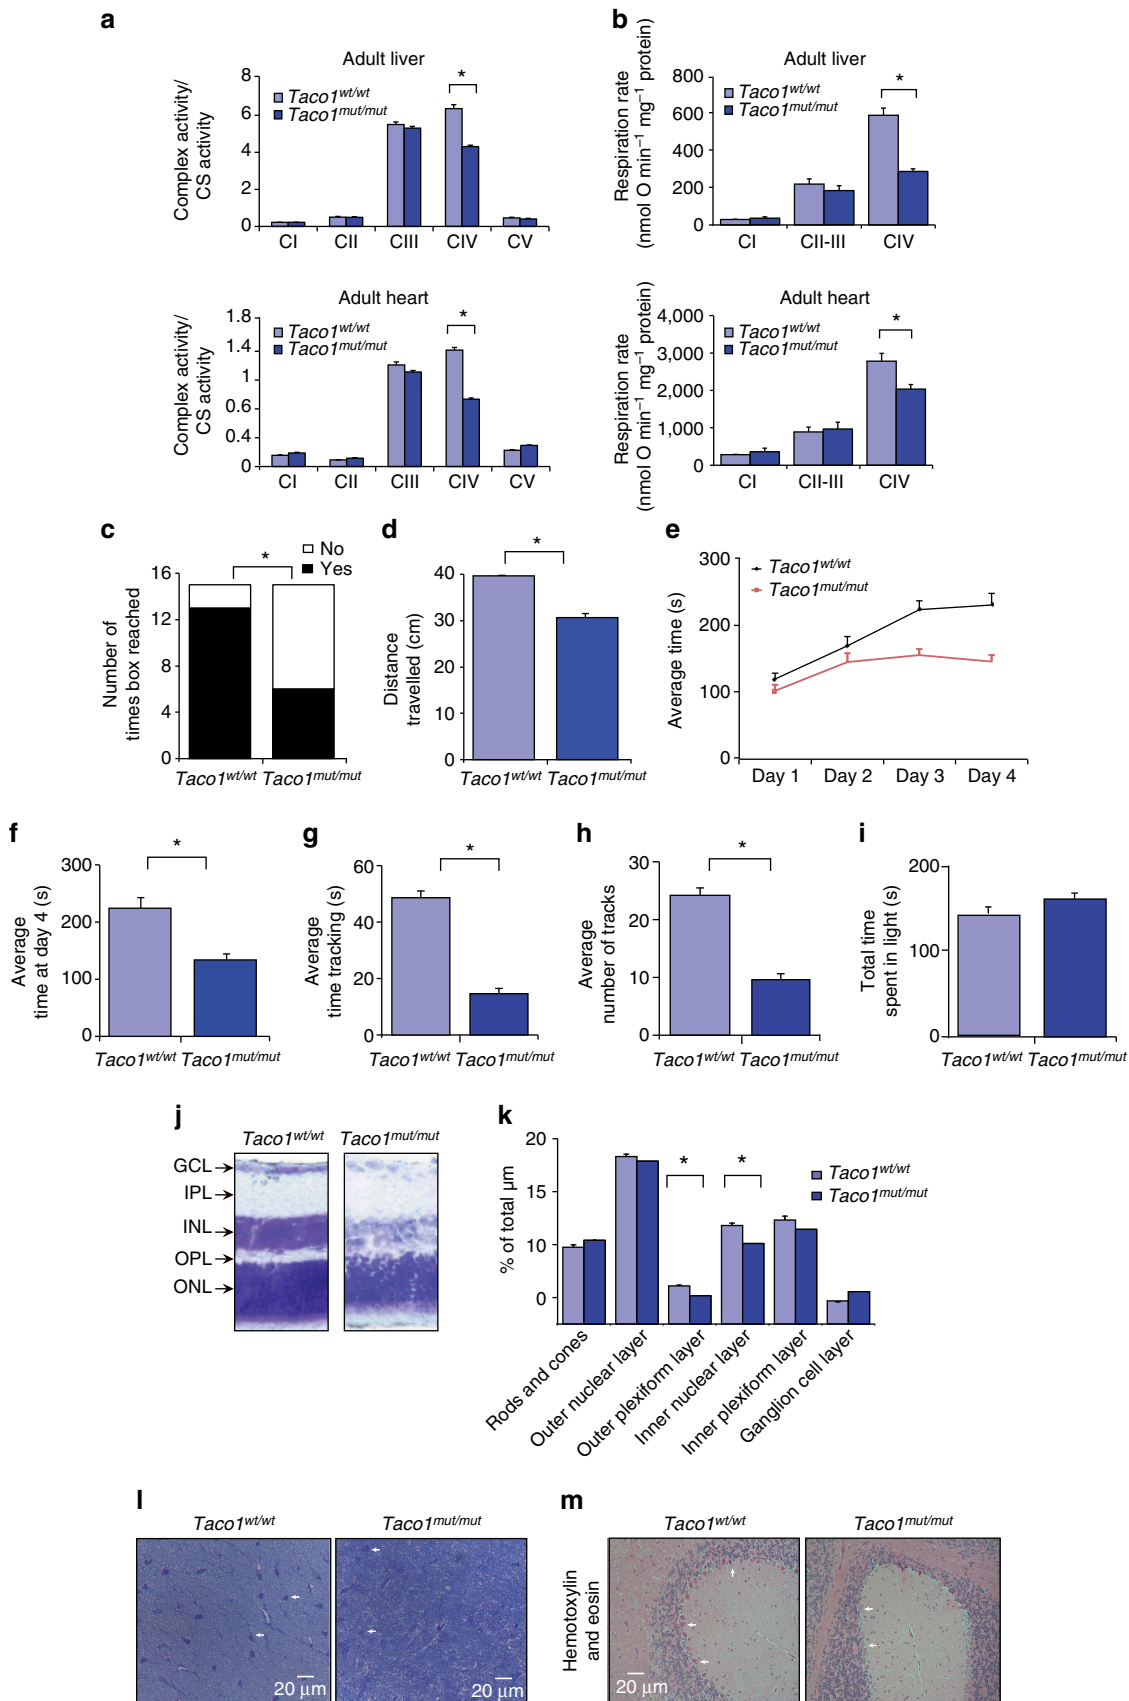 a
Adult liver
Complex activity/
CS activity
8
6
4
2
0
Taco1wt/wt
Taco1mut/mut
*
CI CII CIII CIV CV
b
Adult liver
Respiration rate
(nmol O min−1 mg−1 protein)
800
600
400
200
0
Taco1wt/wt
Taco1mut/mut
*
CI CII-III CIV
Adult heart
Complex activity/
CS activity
1.8
1.4
1
0.6
0.4
0
Taco1wt/wt
Taco1mut/mut
*
CI CII CIII CIV CV
Adult heart
Respiration rate
(nmol O min−1 mg−1 protein)
4,000
3,000
2,000
1,000
0
Taco1wt/wt
Taco1mut/mut
*
CI CII-III CIV
c
No
Yes
*
Number of
times box reached
16
12
8
4
0
Taco1wt/wt Taco1mut/mut
d
*
Distance
travelled (cm)
40
30
20
10
0
Taco1wt/wt Taco1mut/mut
e
Average time (s)
300
200
100
0
Taco1wt/wt
Taco1mut/mut
Day 1 Day 2 Day 3 Day 4
f
*
Average
time at day 4 (s)
300
200
100
0
Taco1wt/wt Taco1mut/mut
g
*
Average
time tracking (s)
60
40
20
0
Taco1wt/wt Taco1mut/mut
h
*
Average
number of tracks
30
20
10
0
Taco1wt/wt Taco1mut/mut
i
Total time
spent in light (s)
200
100
0
Taco1wt/wt Taco1mut/mut
j
Taco1wt/wt Taco1mut/mut
GCL
IPL
INL
OPL
ONL
k
% of total µm
20
15
10
0
* *
Taco1wt/wt
Taco1mut/mut
Rods and cones
Outer nuclear layer
Outer plexiform layer
Inner nuclear layer
Inner plexiform layer
Ganglion cell layer
l
Taco1wt/wt Taco1mut/mut
20 µm 20 µm
m
Taco1wt/wt Taco1mut/mut
Hemotoxylin
and eosin
20 µm